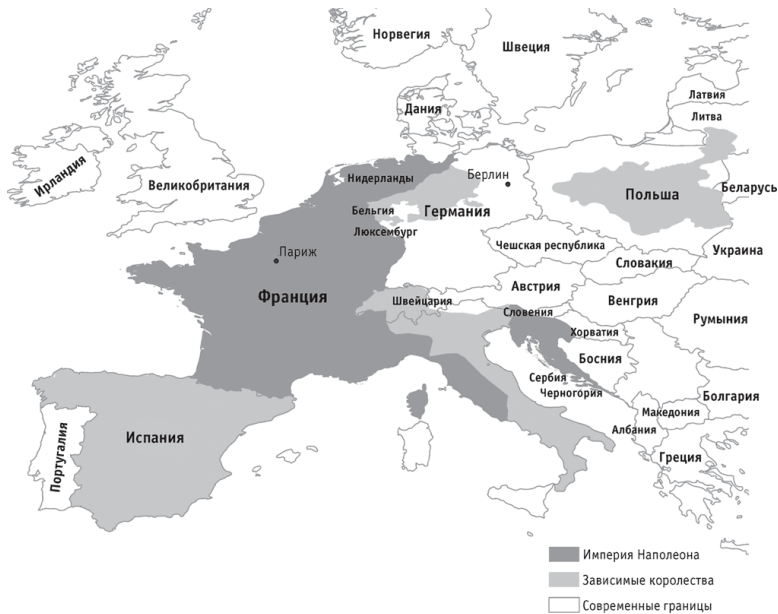 Норвегия
Швеция
Латвия
Литва
Дания
Ирландия
Великобритания
Нидерланды
Берлин
Польша
Беларусь
Бельгия
Германия
Люксембург
Чешская республика
Украина
Париж
Словакия
Австрия
Франция
Швейцария
Венгрия
Словения
Румыния
Хорватия
Босния
Сербия
Черногория
Болгария
Македония
Албания
Греция
Испания
Португалия
Империя Наполеона
Зависимые королества
Современные границы